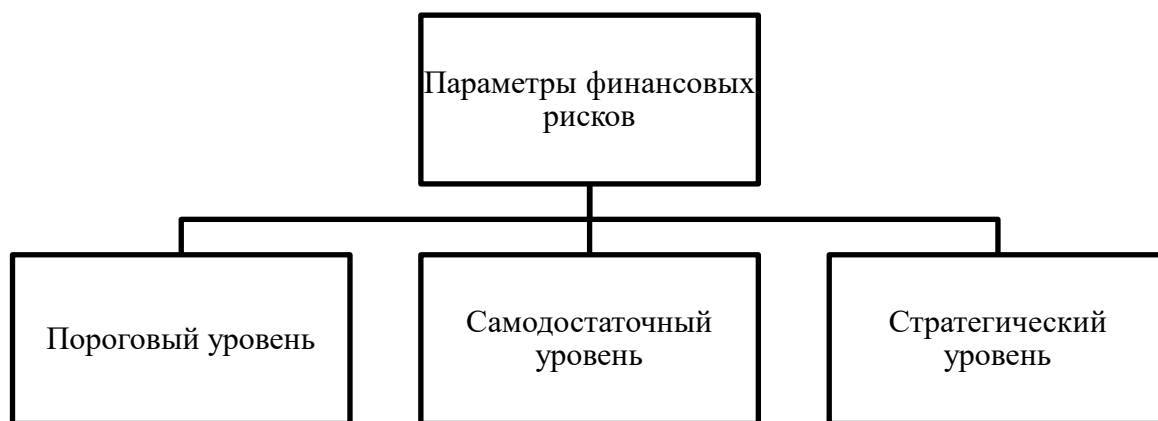 Параметры финансовых
рисков
Пороговый уровень
Самодостаточный
уровень
Стратегический
уровень